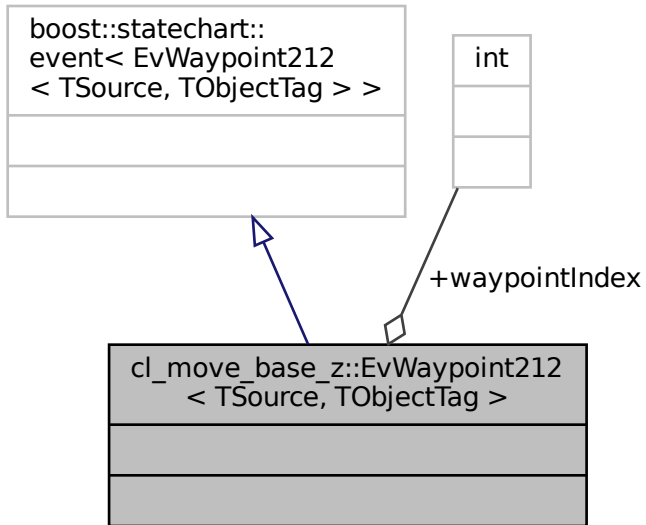 boost::statechart::
event< EvWaypoint212
< TSource, TObjectTag > >
int
+waypointIndex
cl_move_base_z::EvWaypoint212
< TSource, TObjectTag >